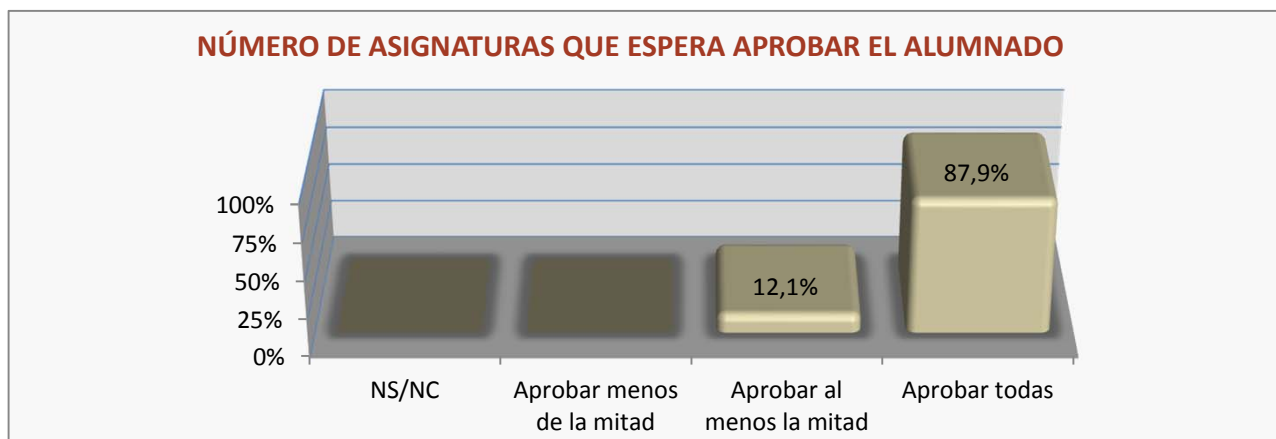 NÚMERO DE ASIGNATURAS QUE ESPERA APROBAR EL ALUMNADO
87,9%
12,1%
100%
75%
50%
25%
0%
NS/NC
Aprobar menos
de la mitad
Aprobar al
menos la mitad
Aprobar todas